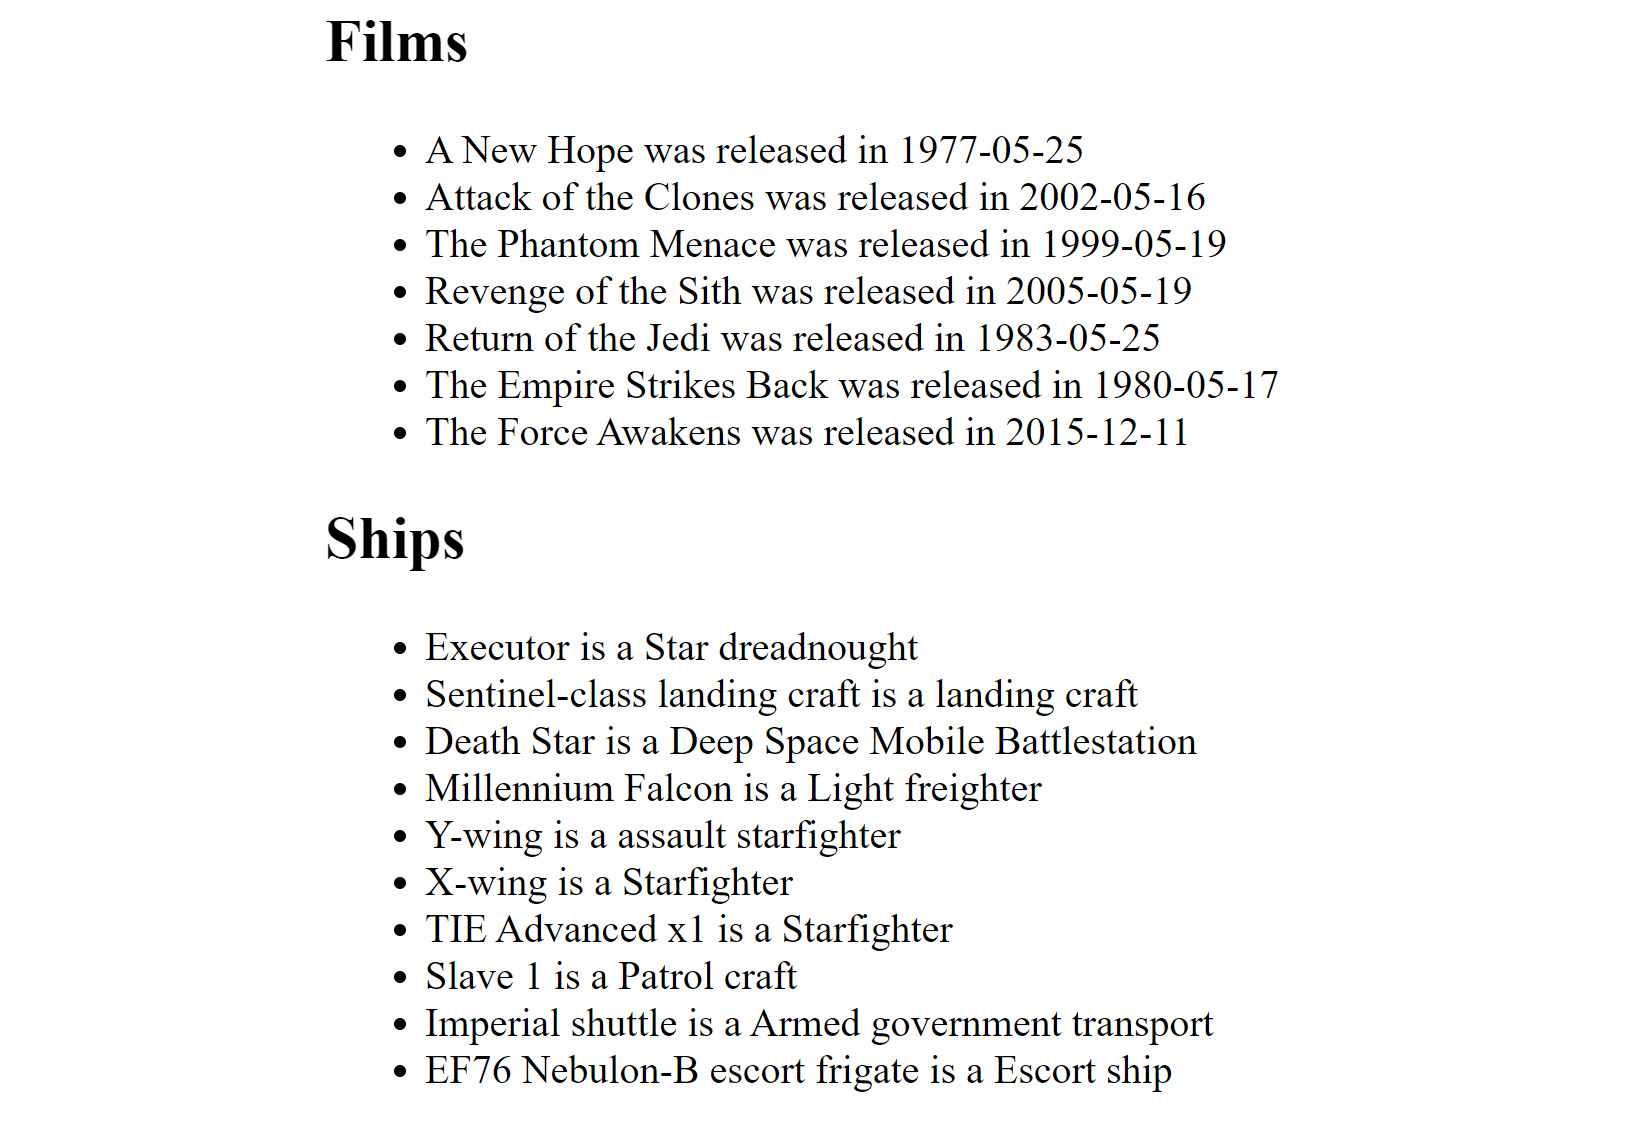 Films
• A New Hope was released in 1977-05-25
• Attack of the Clones was released in 2002-05-16
• The Phantom Menace was released in 1999-05-19
• Revenge of the Sith was released in 2005-05-19
• Return of the Jedi was released in 1983-05-25
• The Empire Strikes Back was released in 1980-05-17
• The Force Awakens was released in 2015-12-11
Ships
• Executor is a Star dreadnought
• Sentinel-class landing craft is a landing craft
• Death Star is a Deep Space Mobile Battlestation
• Millennium Falcon is a Light freighter
• Y-wing is a assault starfighter
• X-wing is a Starfighter
• TIE Advanced x1 is a Starfighter
• Slave 1 is a Patrol craft
• Imperial shuttle is a Armed government transport
• EF76 Nebulon-B escort frigate is a Escort ship